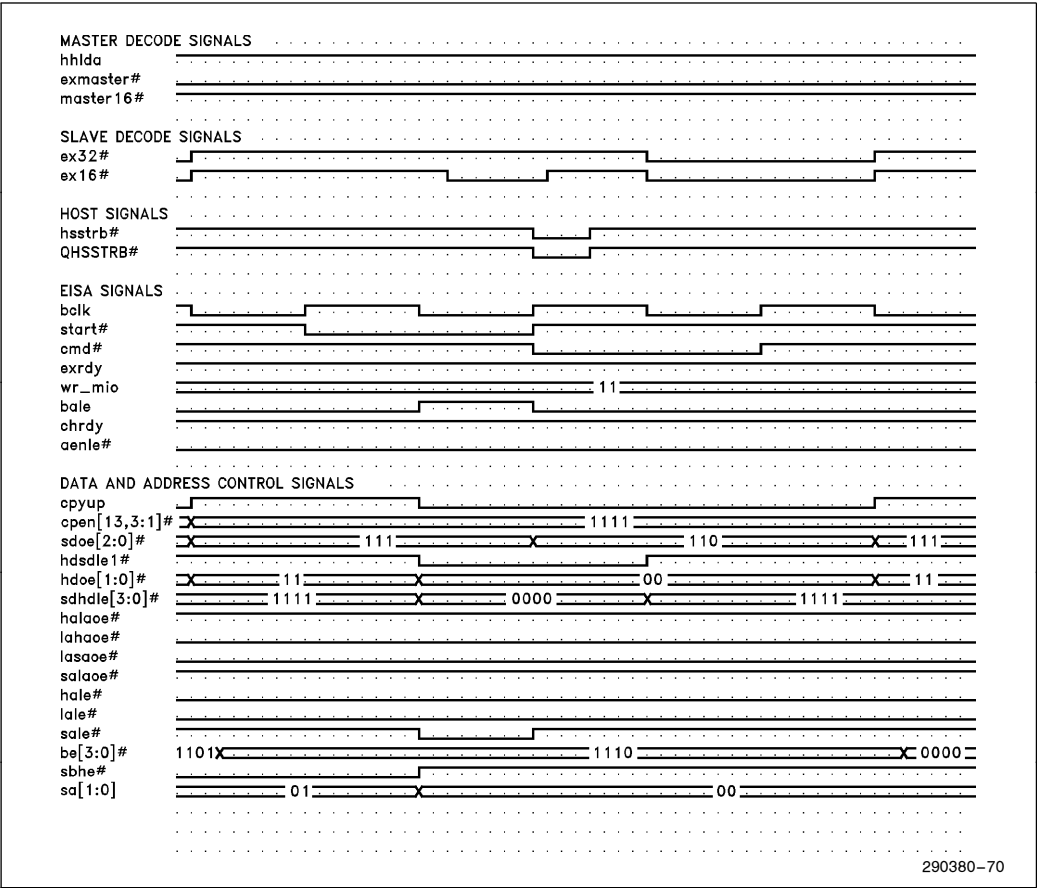 MASTER DECODE SIGNALS
hhlda
exmaster#
master16#
SLAVE DECODE SIGNALS
ex32#
ex16#
HOST SIGNALS
hsstrb#
QHSSTRB#
EISA SIGNALS
bclk
start#
cmd#
exrdy
wr_mio 11
bale
chrdy
aenle#
DATA AND ADDRESS CONTROL SIGNALS
cpyup
cpen[13,3:1]# 1111
sdoe[2:0]# 111 110 111
hdsdle1#
hdoe[1:0]# 11 00 11
sdhdle[3:0]# 1111 0000 1111
halaoe#
lahaoe#
lasaoe#
salaoe#
hale#
lale#
sale#
be[3:0]# 1101 1110 0000
sbhe#
sa[1:0] 01 00
290380-70